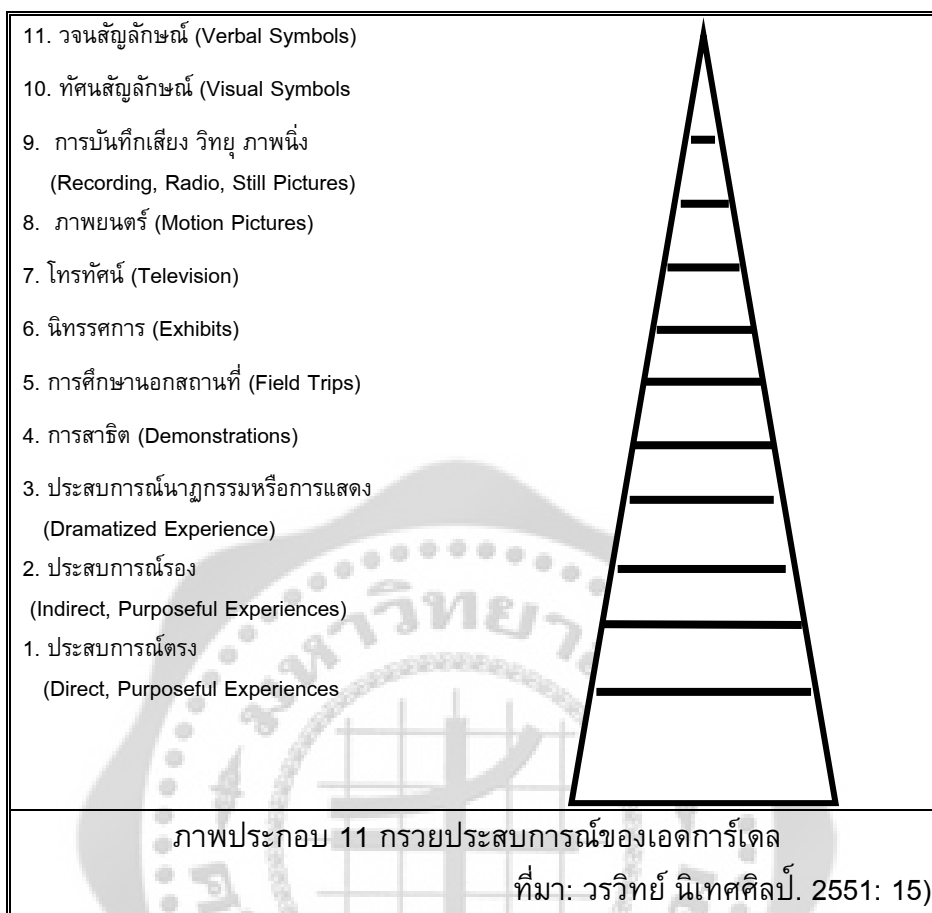 11. วจนสัญลักษณ์ (Verbal Symbols)
10. ทัศนสัญลักษณ์ (Visual Symbols
9. การบันทึกเสียง วิทยุ ภาพนิ่ง
(Recording, Radio, Still Pictures)
8. ภาพยนตร์ (Motion Pictures)
7. โทรทัศน์ (Television)
6. นิทรรศการ (Exhibits)
5. การศึกษานอกสถานที่ (Field Trips)
4. การสาธิต (Demonstrations)
3. ประสบการณ์นาฏกรรมหรือการแสดง
(Dramatized Experience)
2. ประสบการณ์รอง
(Indirect, Purposeful Experiences)
1. ประสบการณ์ตรง
(Direct, Purposeful Experiences
มหาวิทยา
ภาพประกอบ 11 กรวยประสบการณ์ของเอดการ์เดล
ที่มา: วรวิทย์ นิเทศศิลป์. 2551: 15)